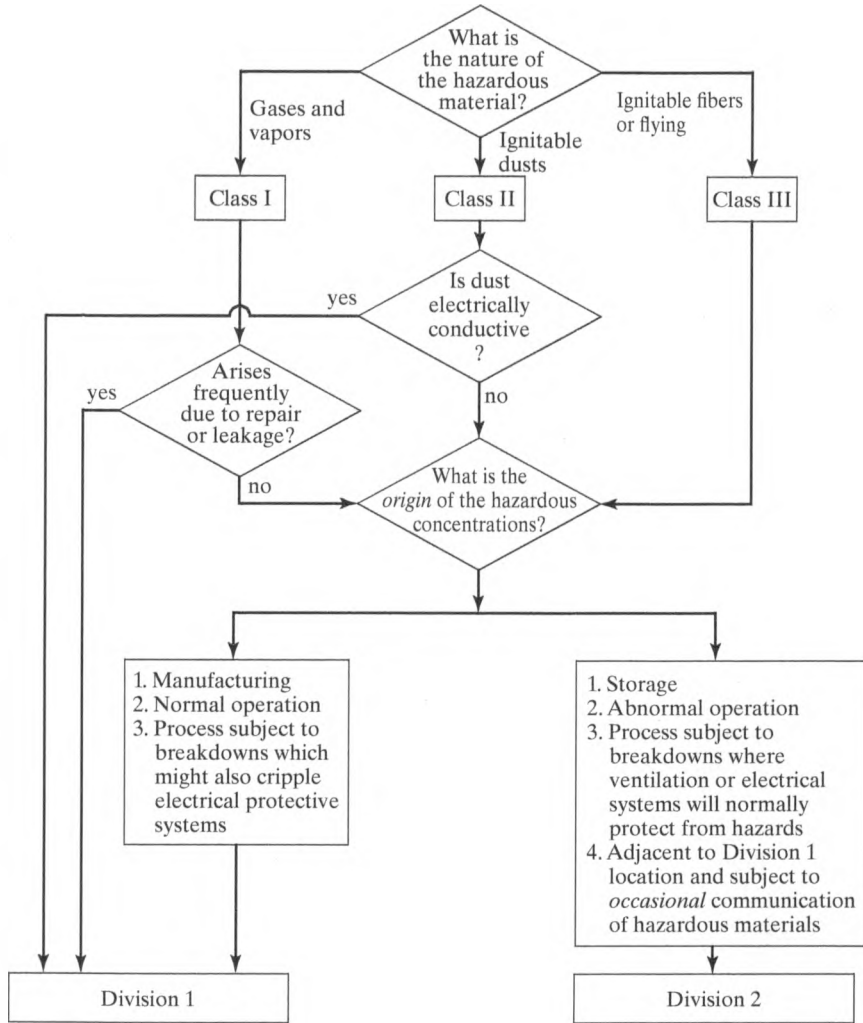 What is
the nature of
the hazardous
material?
Gases and
vapors
Ignitable
dusts
Ignitable fibers
or flying
Class I
Class II
Class III
Is dust
electrically
conductive
?
yes
no
Arises
frequently
due to repair
or leakage?
yes
no
What is the
origin of the hazardous
concentrations?
1. Manufacturing
2. Normal operation
3. Process subject to
breakdowns which
might also cripple
electrical protective
systems
1. Storage
2. Abnormal operation
3. Process subject to
breakdowns where
ventilation or electrical
systems will normally
protect from hazards
4. Adjacent to Division 1
location and subject to
occasional communication
of hazardous materials
Division 1
Division 2